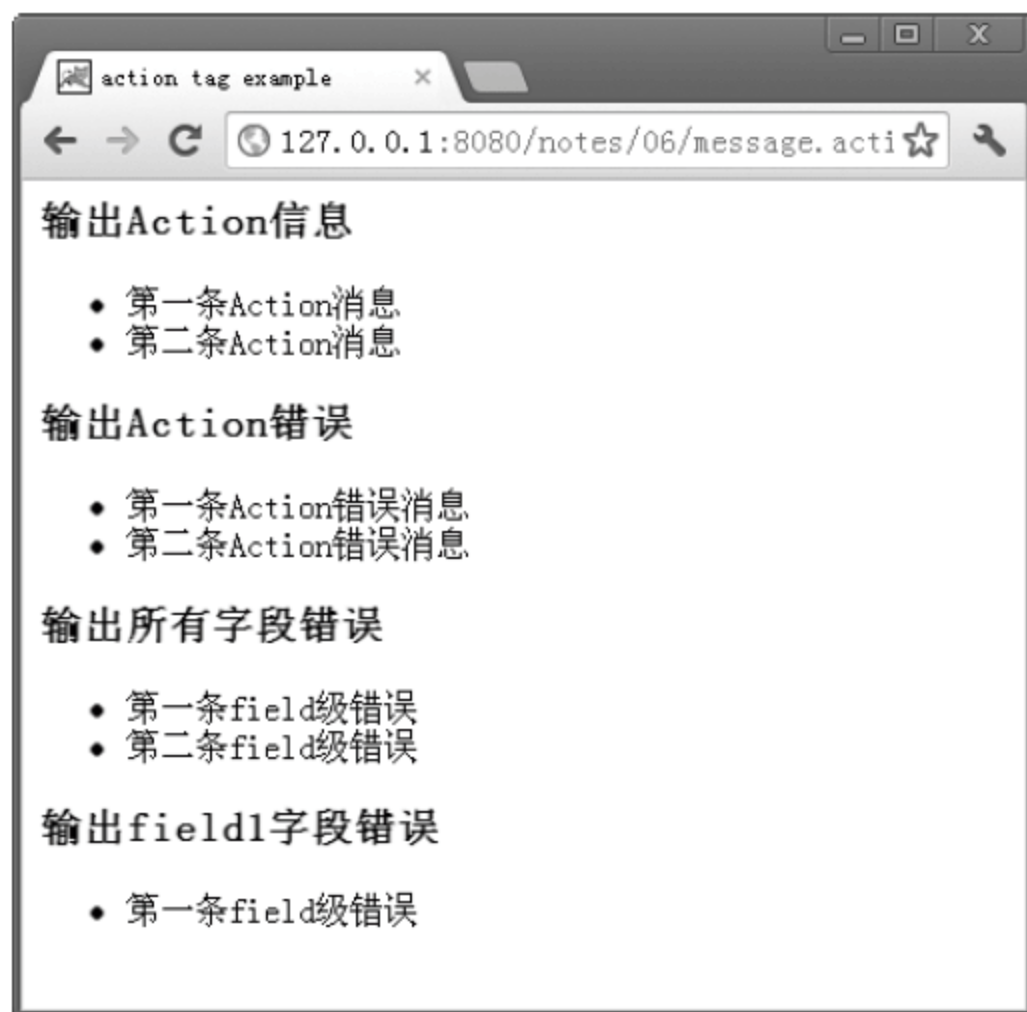 action tag example
127.0.0.1:8080/notes/06/message.acti
输出Action信息
• 第一条Action消息
• 第二条Action消息
输出Action错误
• 第一条Action错误消息
• 第二条Action错误消息
输出所有字段错误
• 第一条field级错误
• 第二条field级错误
输出field1字段错误
• 第一条field级错误